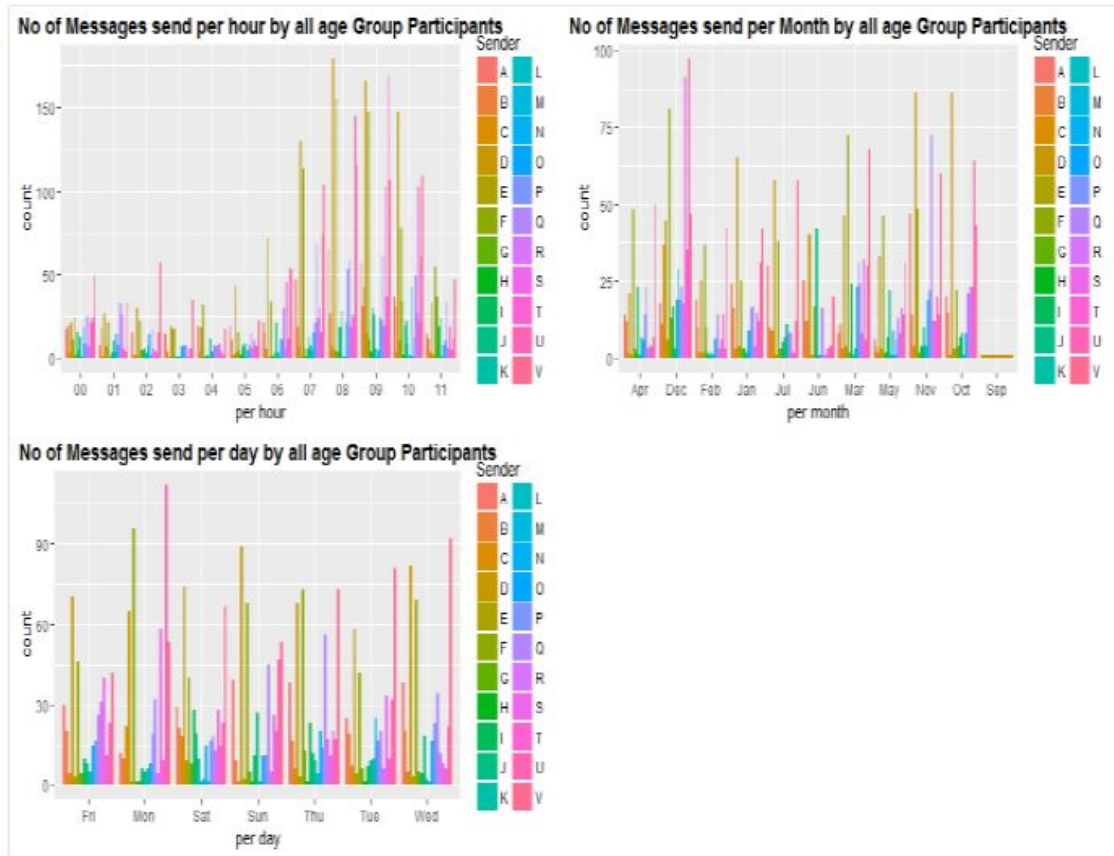 No of Messages send per hour by all age Group Participants
Sender
A L
B M
C N
D O
E P
F Q
G R
H S
I T
J U
K V
150
100
50
0
count
00 01 02 03 04 05 06 07 08 09 10 11
per hour
No of Messages send per Month by all age Group Participants
Sender
A L
B M
C N
D O
E P
F Q
G R
H S
I T
J U
K V
100
75
50
25
0
count
Apr Dec Feb Jan Jul Jun Mar May Nov Oct Sep
per month
No of Messages send per day by all age Group Participants
Sender
A L
B M
C N
D O
E P
F Q
G R
H S
I T
J U
K V
90
60
30
0
count
Fri Mon Sat Sun Thu Tue Wed
per day